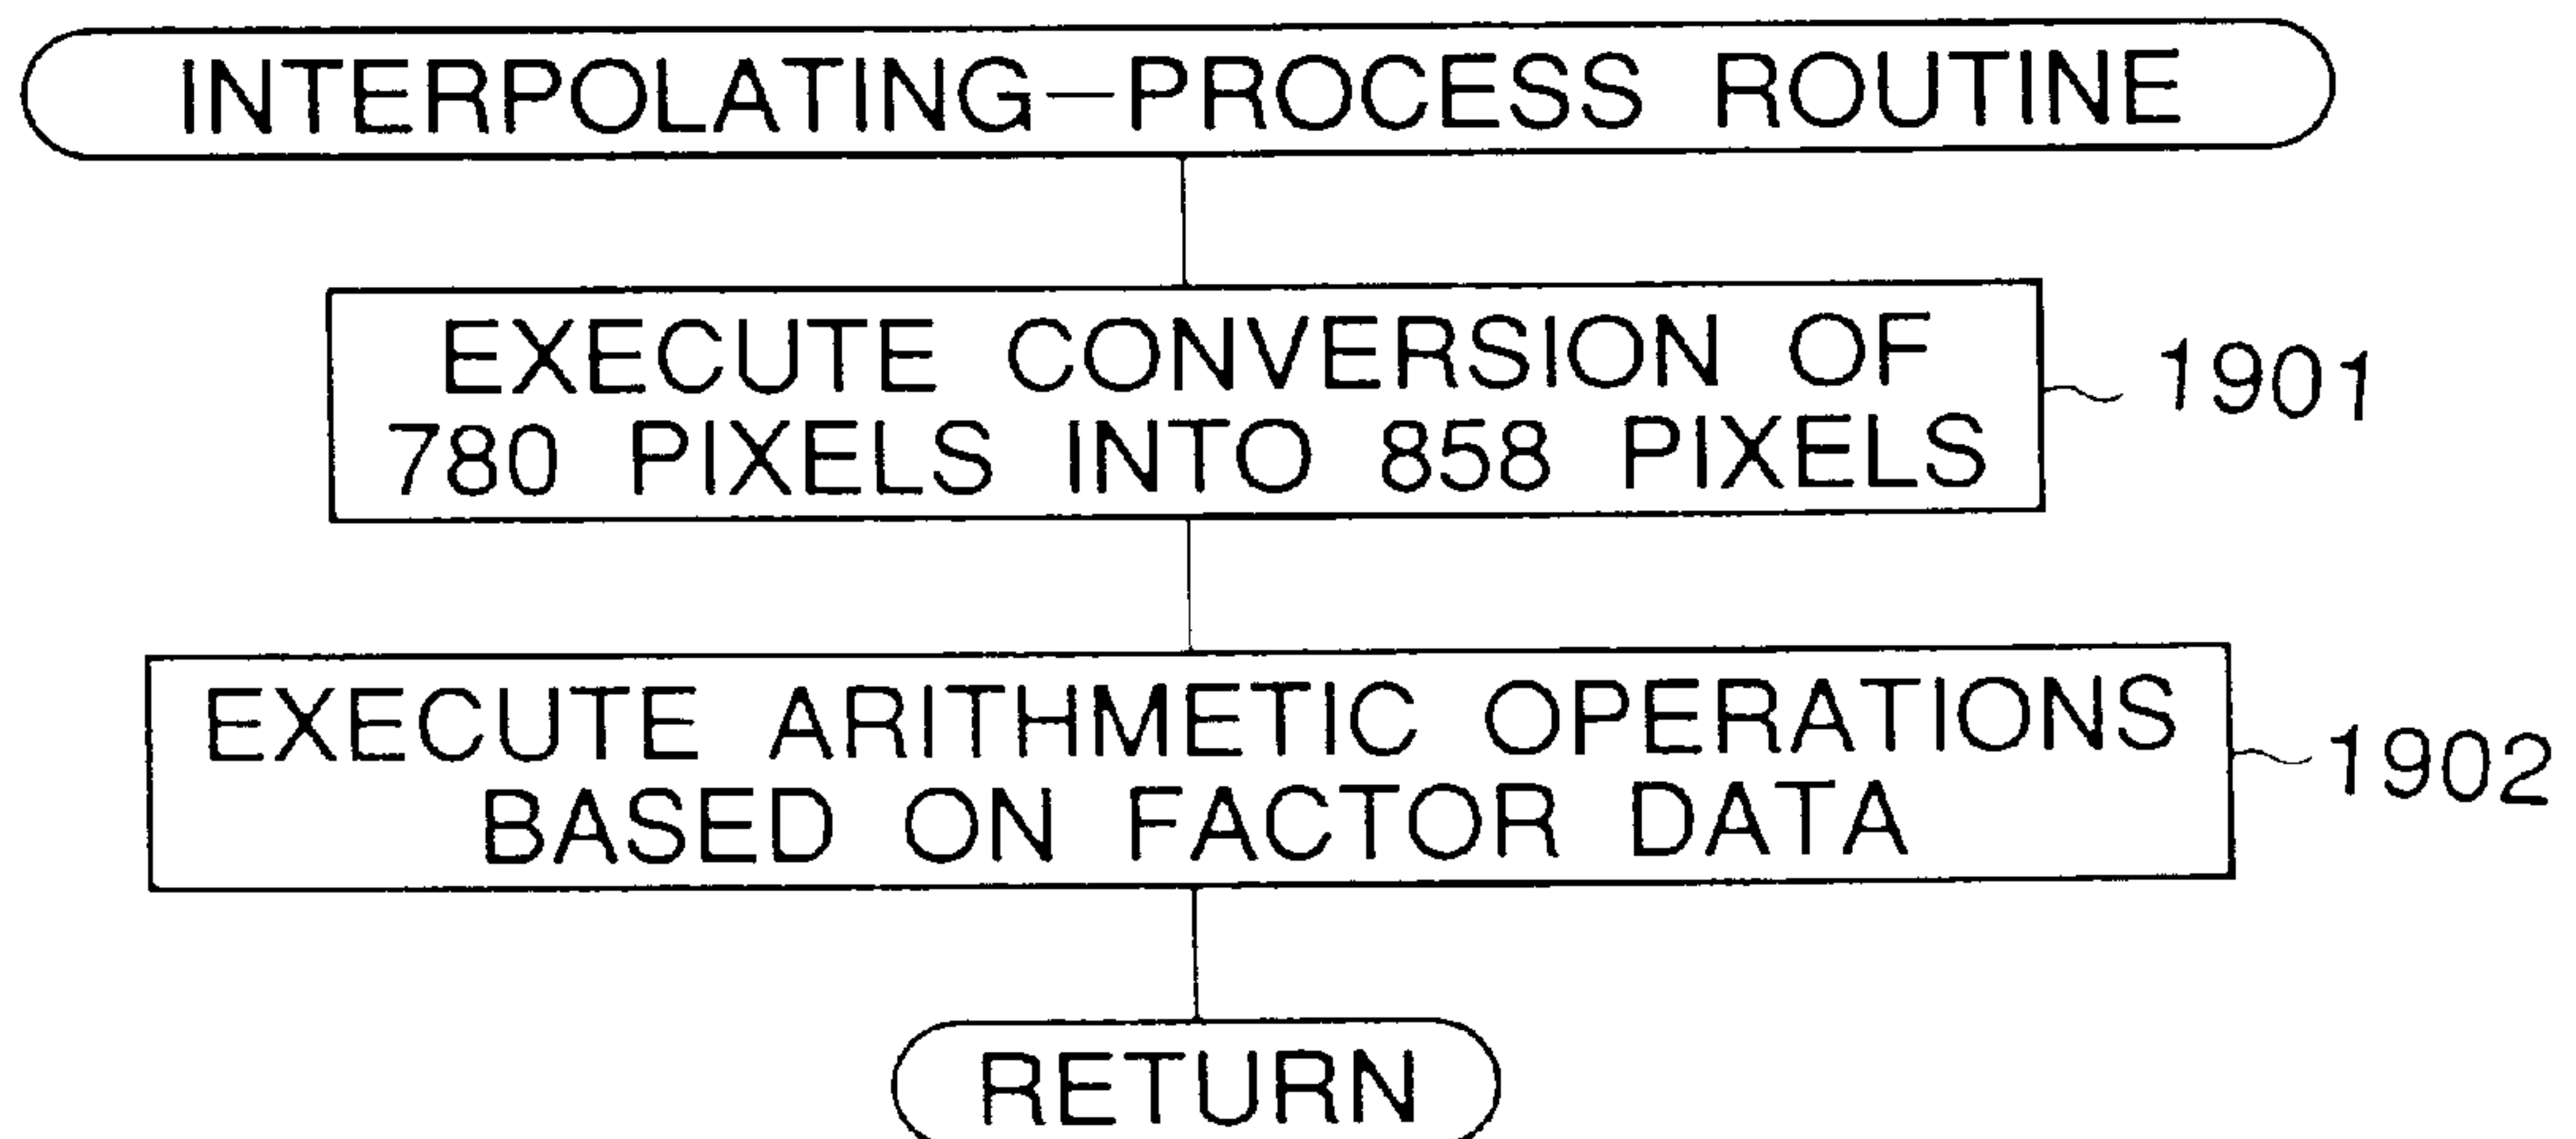 INTERPOLATING-PROCESS ROUTINE
EXECUTE CONVERSION OF
780 PIXELS INTO 858 PIXELS
1901
EXECUTE ARITHMETIC OPERATIONS
BASED ON FACTOR DATA
1902
RETURN